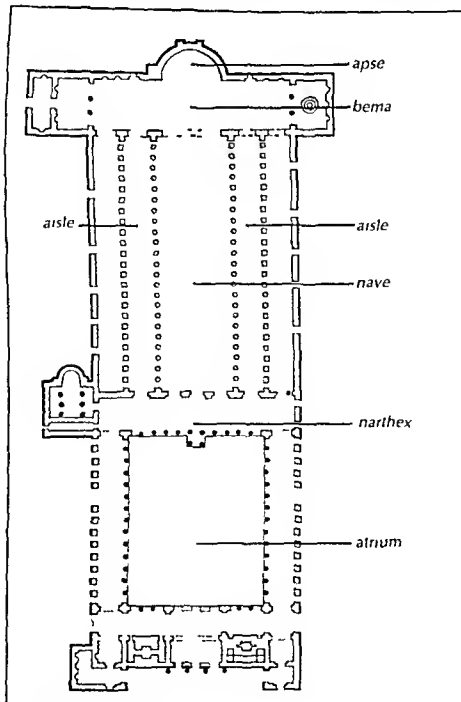 apse
bema
aisle
aisle
nave
narthex
atrium